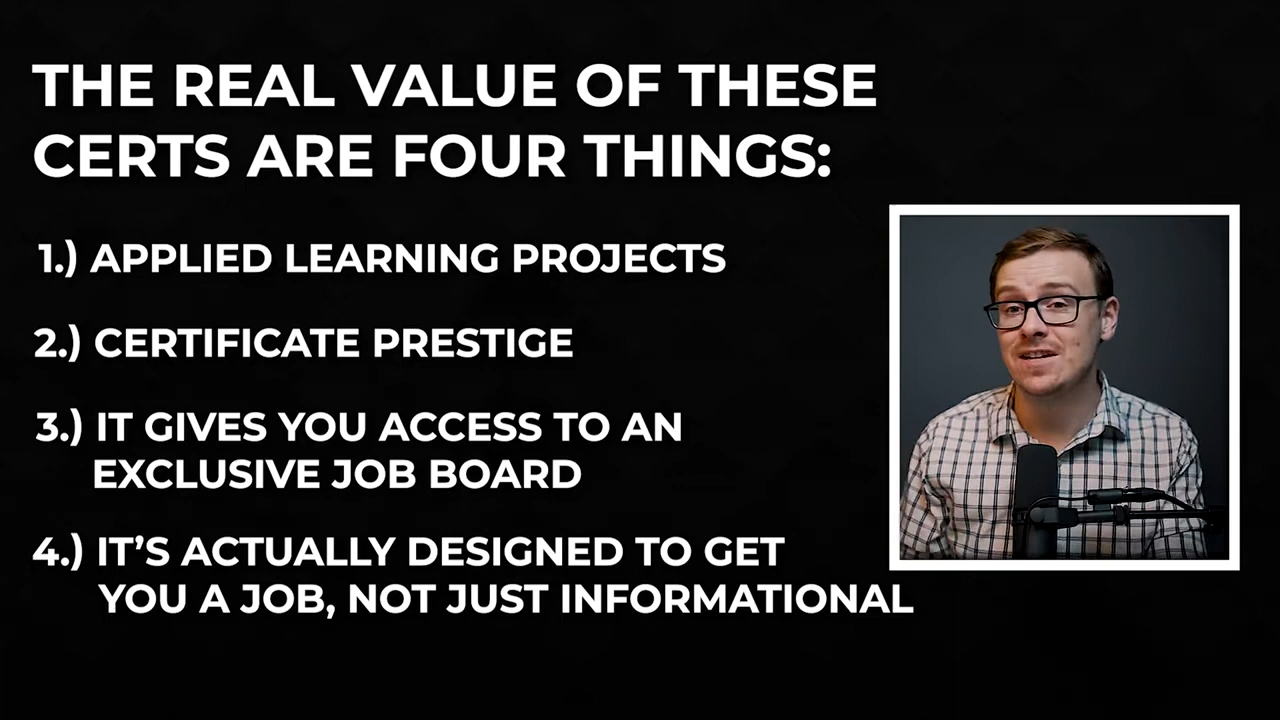 THE REAL VALUE OF THESE
CERTS ARE FOUR THINGS:
1.) APPLIED LEARNING PROJECTS
2.) CERTIFICATE PRESTIGE
3.) IT GIVES YOU ACCESS TO AN
EXCLUSIVE JOB BOARD
4.) IT’S ACTUALLY DESIGNED TO GET
YOU A JOB, NOT JUST INFORMATIONAL